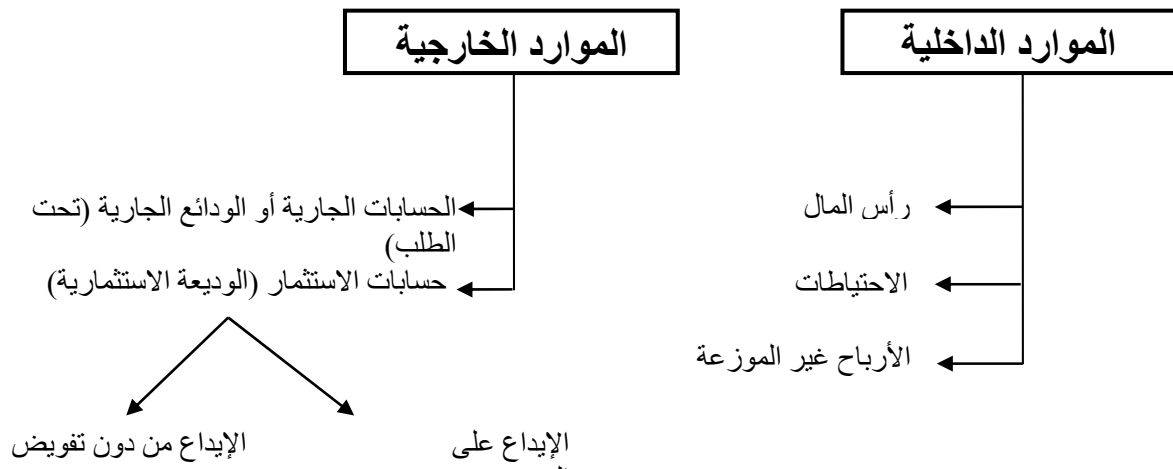 الموارد الداخلية
رأس المال
الاحتياطات
الأرباح غير الموزعة
الموارد الخارجية
الحسابات الجارية أو الودائع الجارية (تحت
الطلب)
حسابات الاستثمار (الوديعة الاستثمارية)
الإيداع على
الإيداع من دون تفويض